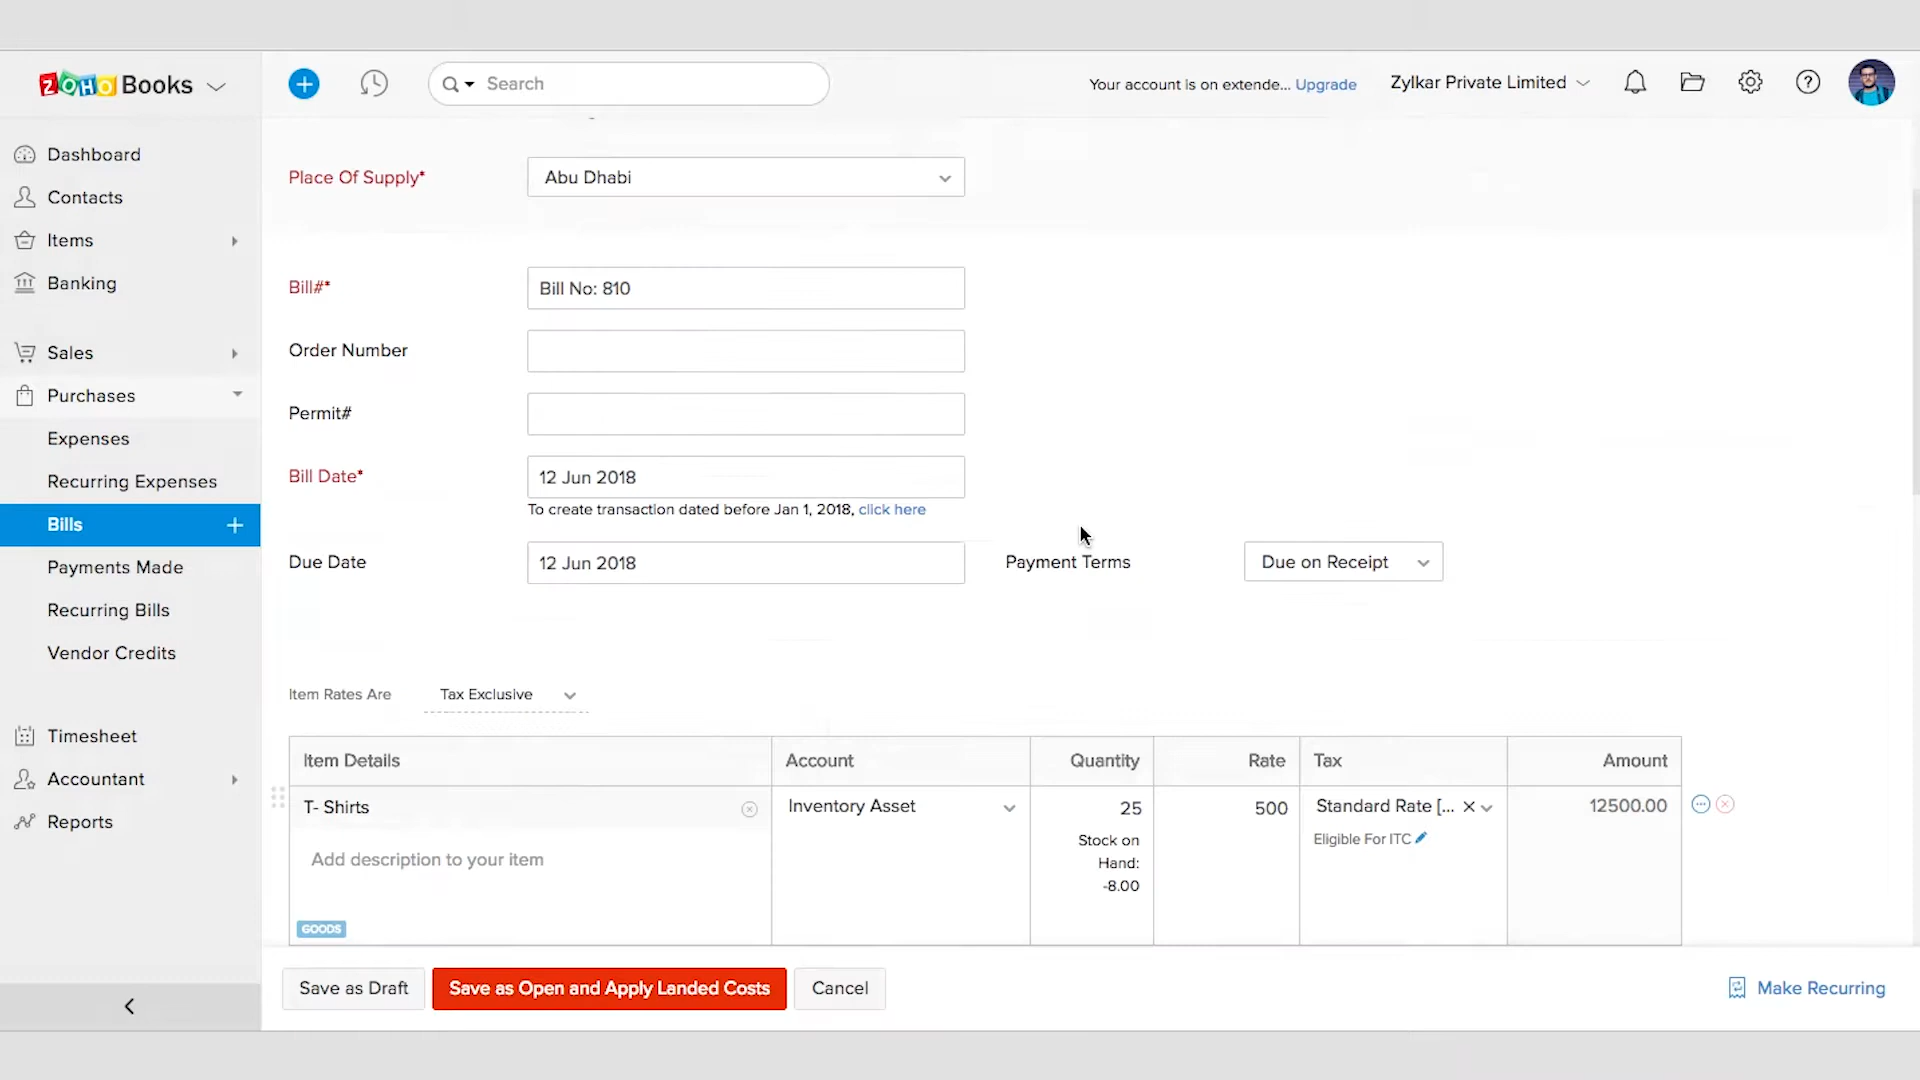 ZOHO Books
Search
Your account is on extende... Upgrade
Zylkar Private Limited
Dashboard
Contacts
Items
Banking
Sales
Purchases
Expenses
Recurring Expenses
Bills
Payments Made
Recurring Bills
Vendor Credits
Timesheet
Accountant
Reports
Place Of Supply*
Abu Dhabi
Bill#*
Bill No: 810
Order Number
Permit#
Bill Date*
12 Jun 2018
To create transaction dated before Jan 1, 2018, click here
Due Date
12 Jun 2018
Payment Terms
Due on Receipt
Item Rates Are
Tax Exclusive
Item Details
Account
Quantity
Rate
Tax
Amount
T- Shirts
Inventory Asset
25
500
Standard Rate [...
12500.00
Stock on
Hand:
-8.00
Eligible For ITC
Add description to your item
GOODS
Save as Draft
Save as Open and Apply Landed Costs
Cancel
Make Recurring